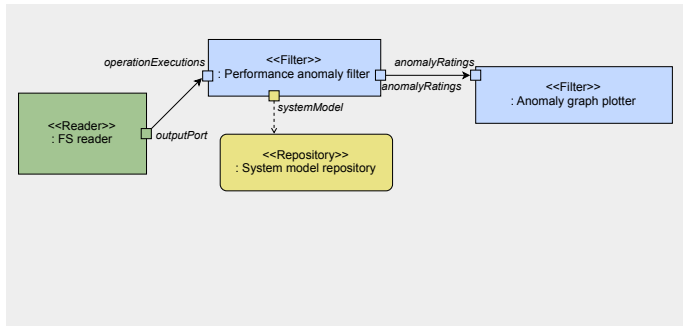 operationExecutions
<<Filter>>
: Performance anomaly filter
anomalyRatings
anomalyRatings
<<Filter>>
: Anomaly graph plotter
systemModel
<<Reader>>
: FS reader
outputPort
<<Repository>>
: System model repository